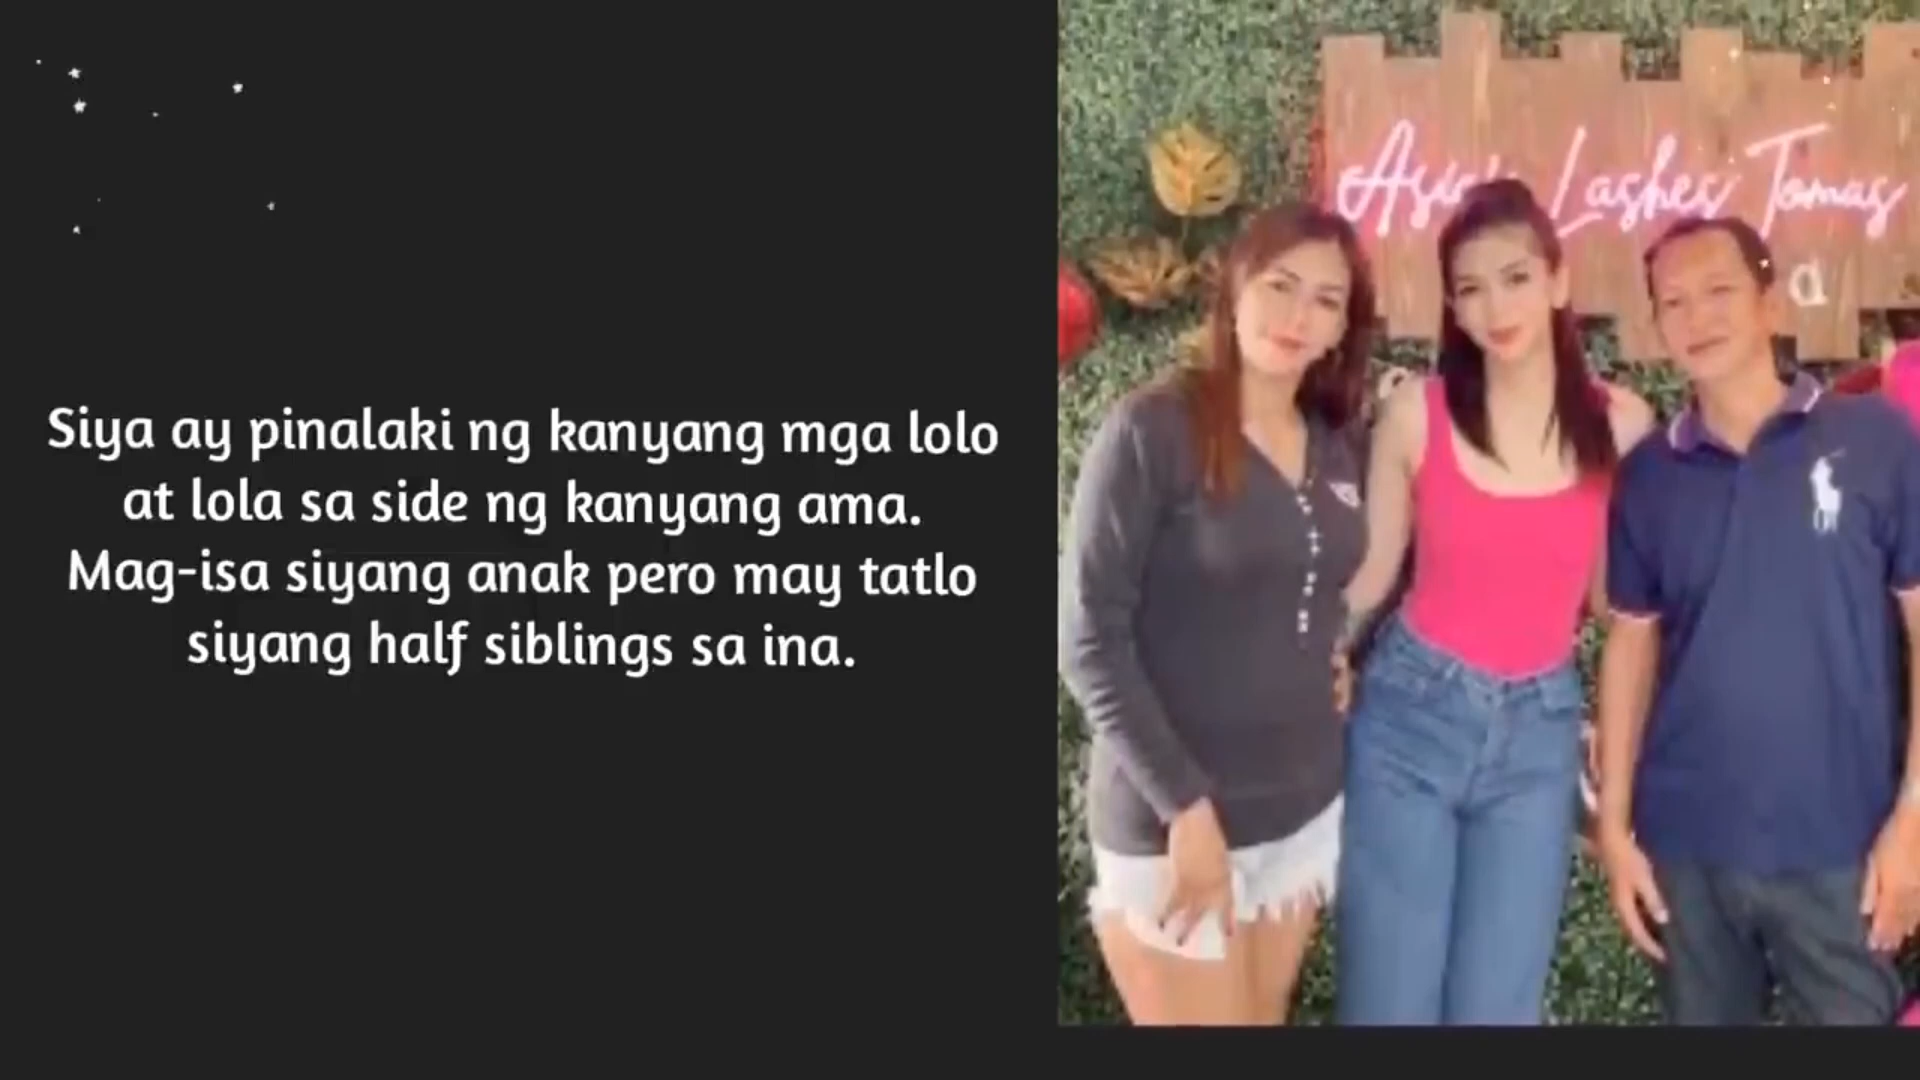 Siya ay pinalaki ng kanyang mga lolo
at lola sa side ng kanyang ama.
Mag-isa siyang anak pero may tatlo
siyang half siblings sa ina.
Lashes Tomas
a